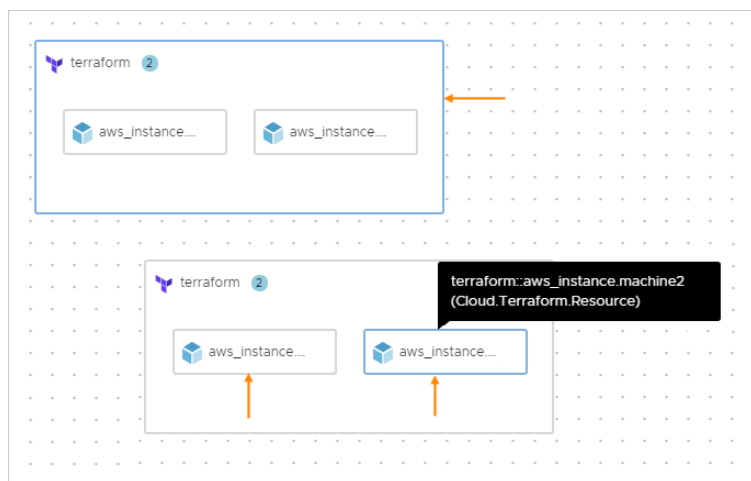 terraform 2
aws_instance.... aws_instance....
terraform 2
terraform::aws_instance.machine2
(Cloud.Terraform.Resource)
aws_instance.... aws_instance....